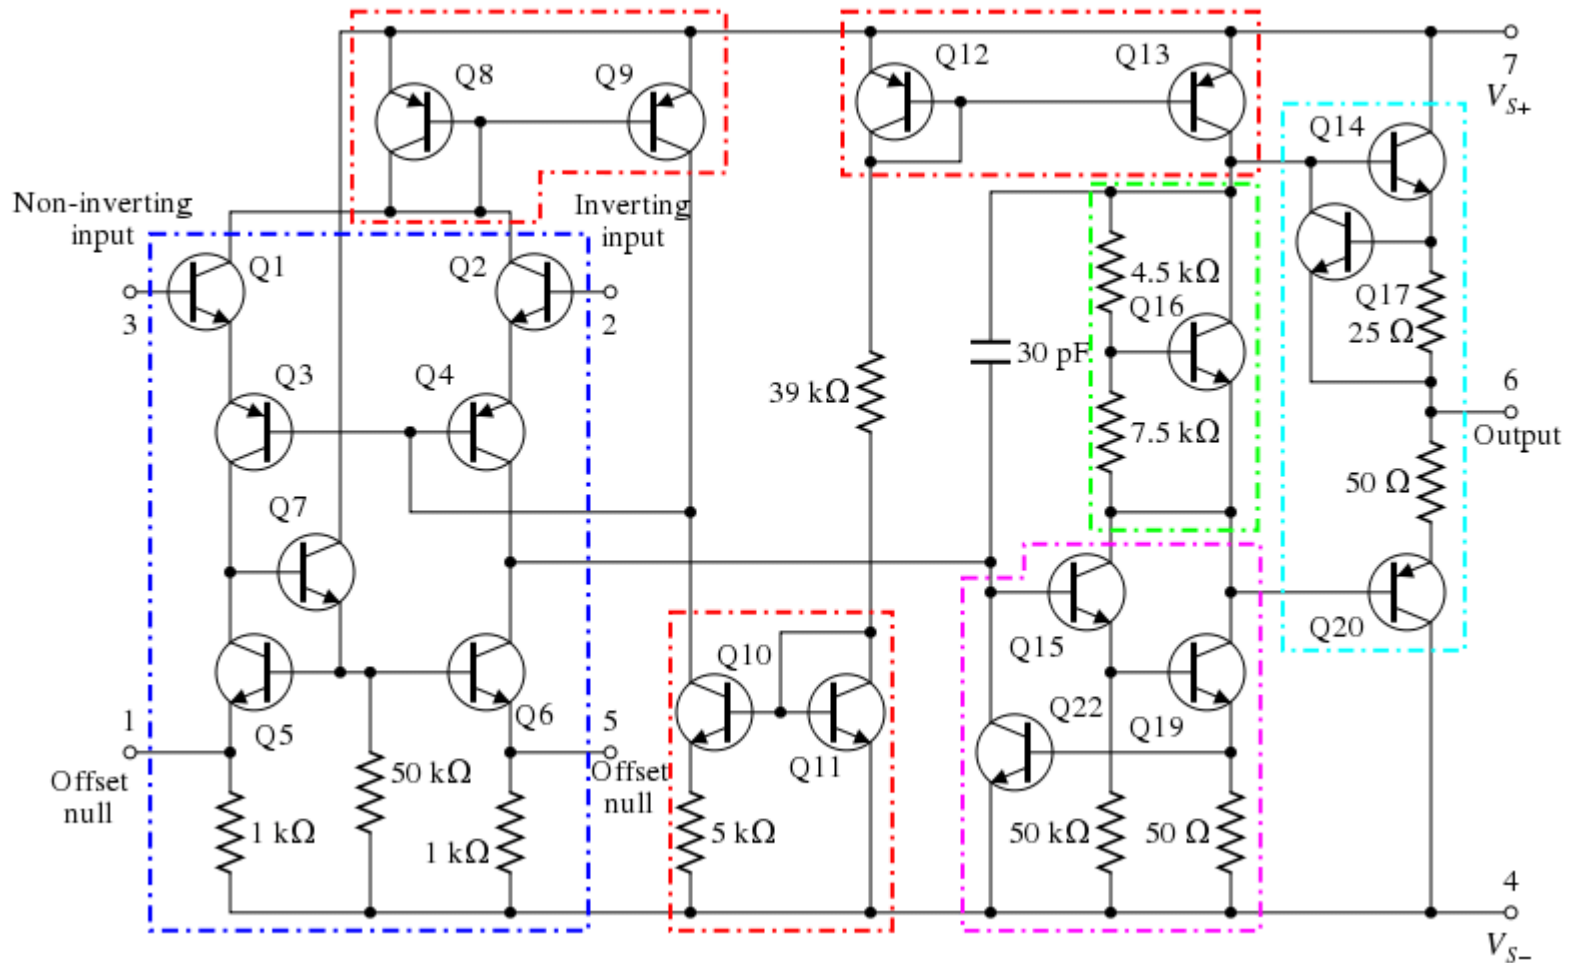 Q8
Q9
Q12
Q13
7
V_{S+}
Q14
Non-inverting
input
Inverting
input
Q1
Q2
3
2
4.5 kΩ
Q16
Q17
25 Ω
30 pF
Q3
Q4
39 kΩ
6
Output
7.5 kΩ
50 Ω
Q7
Q20
Q15
Q10
Q5
Q6
1
5
Q22
Q19
Q11
Offset
null
Offset
null
50 kΩ
1 kΩ
1 kΩ
5 kΩ
50 kΩ
50 Ω
4
V_{S−}